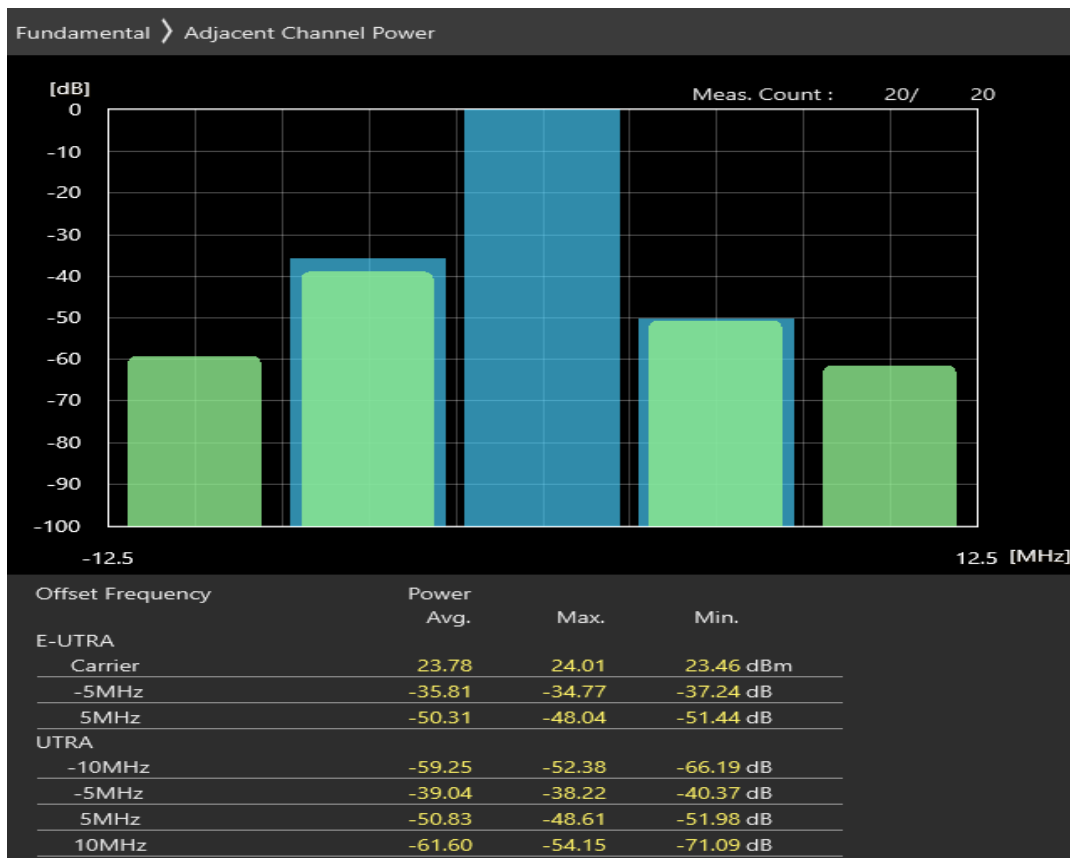 Fundamental 〉 Adjacent Channel Power
[dB]
Meas. Count : 20/ 20
0
-10
-20
-30
-40
-50
-60
-70
-80
-90
-100
-12.5 12.5 [MHz]
Offset Frequency Power
Avg. Max. Min.
E-UTRA
Carrier 23.78 24.01 23.46 dBm
-5MHz -35.81 -34.77 -37.24 dB
5MHz -50.31 -48.04 -51.44 dB
UTRA
-10MHz -59.25 -52.38 -66.19 dB
-5MHz -39.04 -38.22 -40.37 dB
5MHz -50.83 -48.61 -51.98 dB
10MHz -61.60 -54.15 -71.09 dB